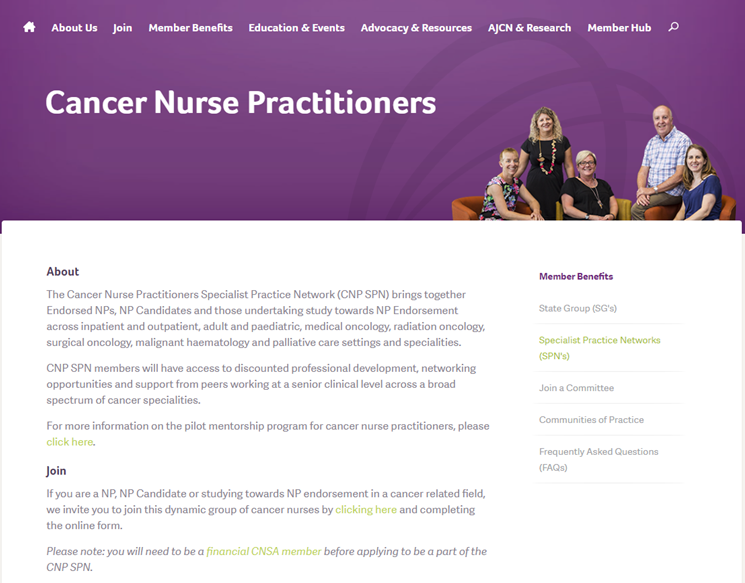 About Us Join Member Benefits Education & Events Advocacy & Resources AJCN & Research Member Hub
Cancer Nurse Practitioners
About
The Cancer Nurse Practitioners Specialist Practice Network (CNP SPN) brings together
Endorsed NPs, NP Candidates and those undertaking study towards NP Endorsement
across inpatient and outpatient, adult and paediatric, medical oncology, radiation oncology,
surgical oncology, malignant haematology and palliative care settings and specialities.
CNP SPN members will have access to discounted professional development, networking
opportunities and support from peers working at a senior clinical level across a broad
spectrum of cancer specialities.
For more information on the pilot mentorship program for cancer nurse practitioners, please
click here.
Join
If you are a NP, NP Candidate or studying towards NP endorsement in a cancer related field,
we invite you to join this dynamic group of cancer nurses by clicking here and completing
the online form.
Please note: you will need to be a financial CNSA member before applying to be a part of the
CNP SPN.
Member Benefits
State Group (SG's)
Specialist Practice Networks
(SPN's)
Join a Committee
Communities of Practice
Frequently Asked Questions
(FAQs)